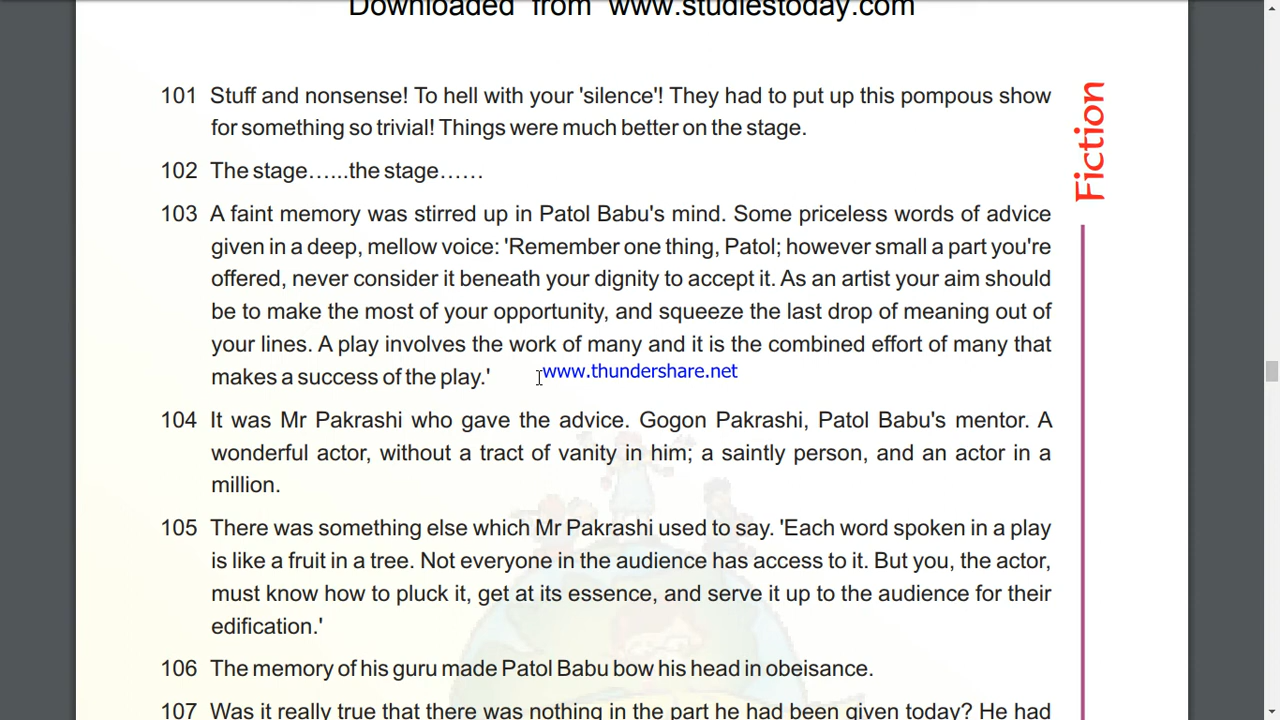 Downloaded from www.studiestoday.com
101 Stuff and nonsense! To hell with your 'silence'! They had to put up this pompous show
for something so trivial! Things were much better on the stage.
Fiction
102 The stage…...the stage……
103 A faint memory was stirred up in Patol Babu's mind. Some priceless words of advice
given in a deep, mellow voice: 'Remember one thing, Patol; however small a part you're
offered, never consider it beneath your dignity to accept it. As an artist your aim should
be to make the most of your opportunity, and squeeze the last drop of meaning out of
your lines. A play involves the work of many and it is the combined effort of many that
makes a success of the play.'
www.thundershare.net
104 It was Mr Pakrashi who gave the advice. Gogon Pakrashi, Patol Babu's mentor. A
wonderful actor, without a tract of vanity in him; a saintly person, and an actor in a
million.
105 There was something else which Mr Pakrashi used to say. 'Each word spoken in a play
is like a fruit in a tree. Not everyone in the audience has access to it. But you, the actor,
must know how to pluck it, get at its essence, and serve it up to the audience for their
edification.'
106 The memory of his guru made Patol Babu bow his head in obeisance.
107 Was it really true that there was nothing in the part he had been given today? He had